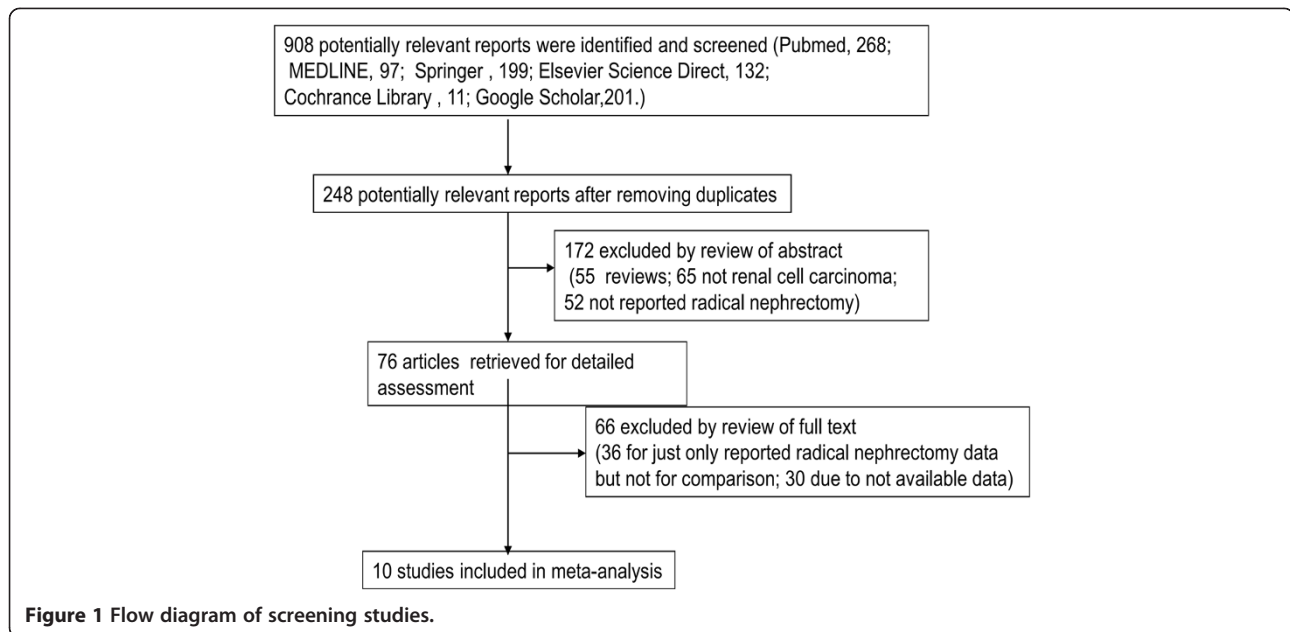 908 potentially relevant reports were identified and screened (Pubmed, 268;
MEDLINE, 97; Springer , 199; Elsevier Science Direct, 132;
Cochrance Library , 11; Google Scholar,201.)
248 potentially relevant reports after removing duplicates
172 excluded by review of abstract
(55 reviews; 65 not renal cell carcinoma;
52 not reported radical nephrectomy)
76 articles retrieved for detailed
assessment
66 excluded by review of full text
(36 for just only reported radical nephrectomy data
but not for comparison; 30 due to not available data)
10 studies included in meta-analysis
Figure 1 Flow diagram of screening studies.